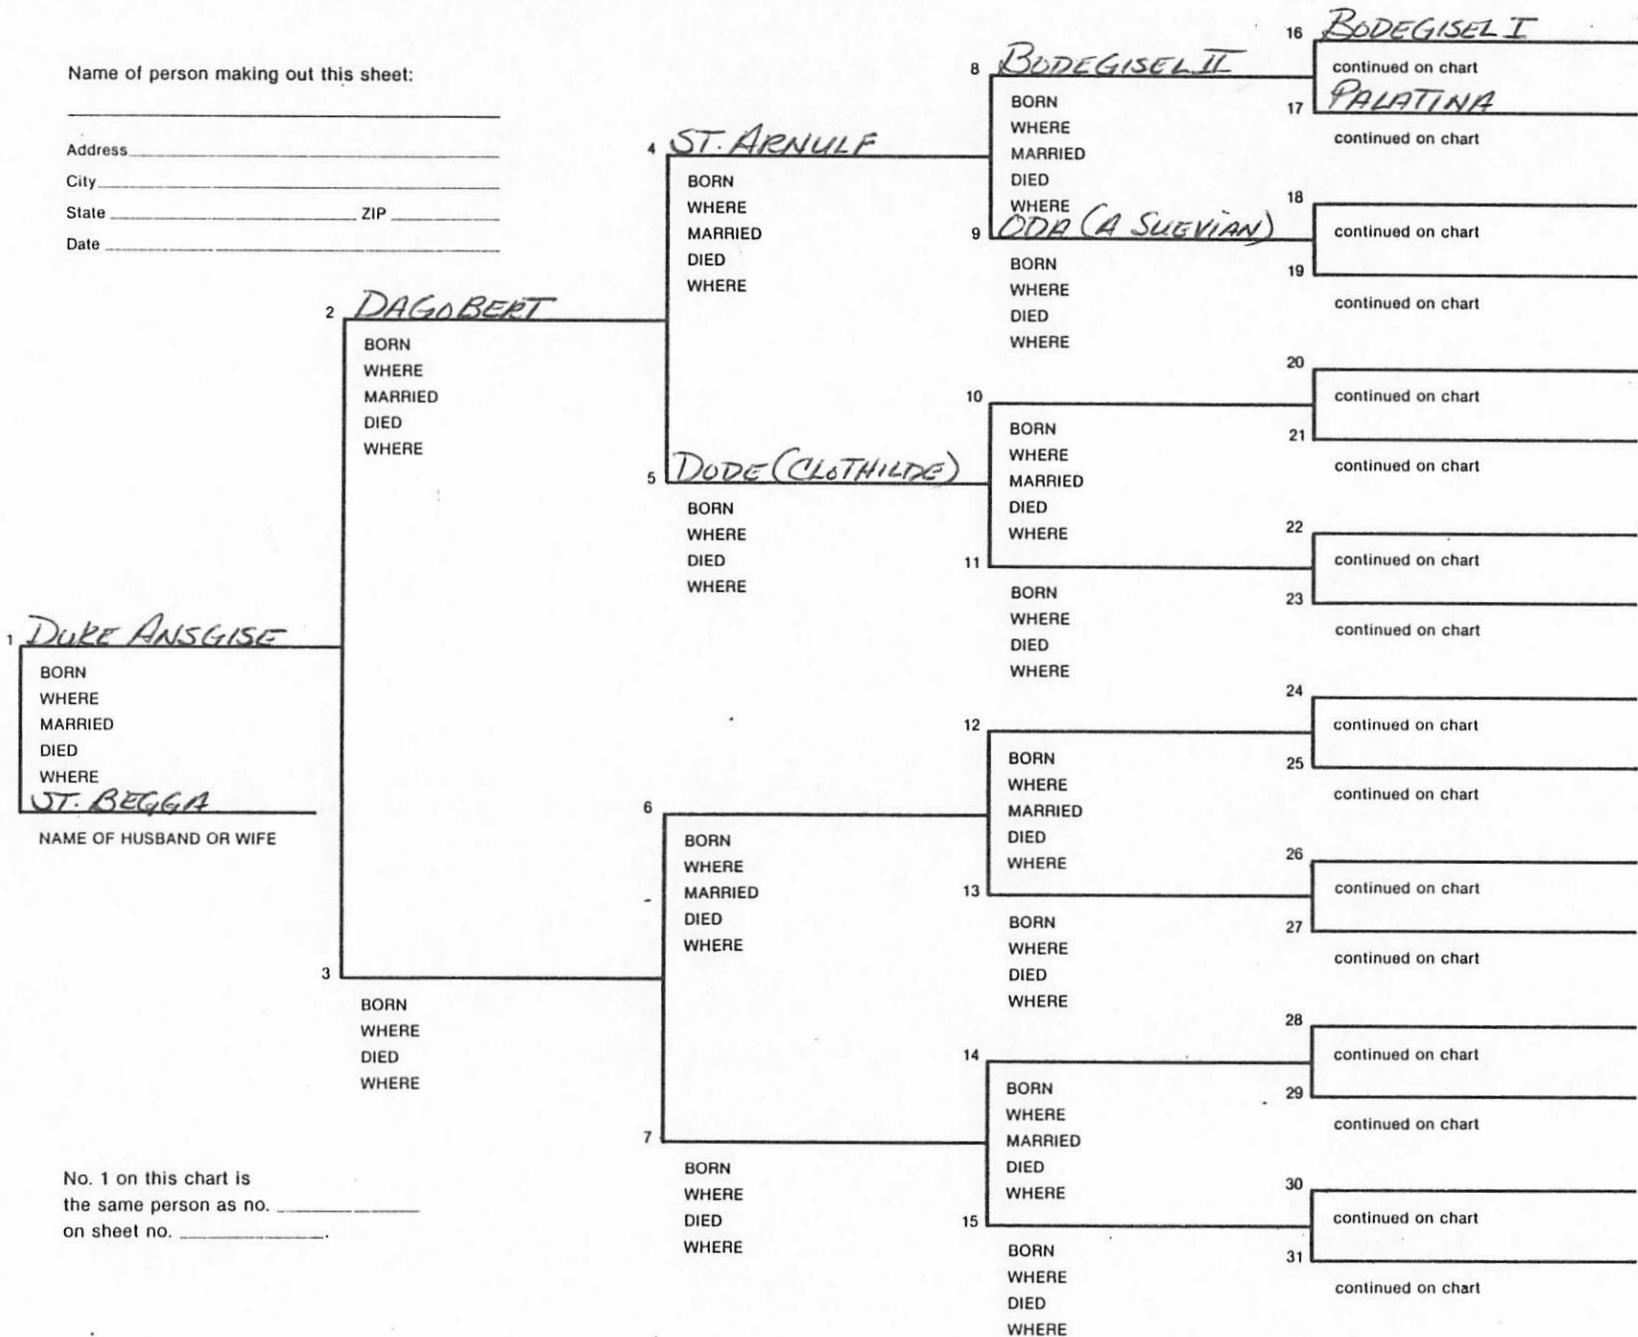 Name of person making out this sheet:
Address
City
State ZIP
Date
1 DUKE ANSGISE
BORN
WHERE
MARRIED
DIED
WHERE
ST. BEGGA
NAME OF HUSBAND OR WIFE
No. 1 on this chart is
the same person as no.
on sheet no.
2 DAGOBERT
BORN
WHERE
MARRIED
DIED
WHERE
3
BORN
WHERE
DIED
WHERE
4 ST. ARNULF
BORN
WHERE
MARRIED
DIED
WHERE
5 DODE (CLOTHILDE)
BORN
WHERE
DIED
WHERE
6
BORN
WHERE
MARRIED
DIED
WHERE
7
BORN
WHERE
DIED
WHERE
8 BODEGISEL II
BORN
WHERE
MARRIED
DIED
WHERE
9 ODA (A SUEVIAN)
BORN
WHERE
DIED
WHERE
10
BORN
WHERE
MARRIED
DIED
WHERE
11
BORN
WHERE
DIED
WHERE
12
BORN
WHERE
MARRIED
DIED
WHERE
13
BORN
WHERE
DIED
WHERE
14
BORN
WHERE
MARRIED
DIED
WHERE
15
BORN
WHERE
DIED
WHERE
16 BODEGISEL I
continued on chart
17 PALATINA
continued on chart
18
continued on chart
19
continued on chart
20
continued on chart
21
continued on chart
22
continued on chart
23
continued on chart
24
continued on chart
25
continued on chart
26
continued on chart
27
continued on chart
28
continued on chart
29
continued on chart
30
continued on chart
31
continued on chart